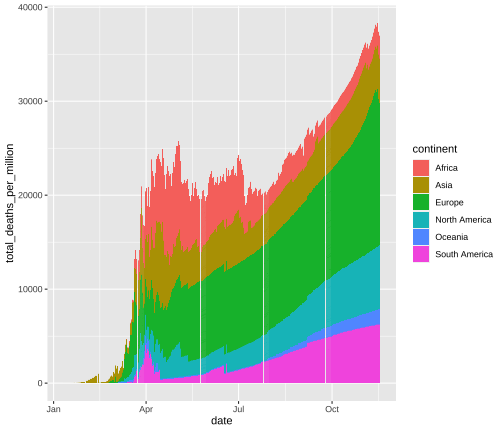 40000
30000
20000
10000
0
total_deaths_per_million
Jan Apr Jul Oct
date
continent
Africa
Asia
Europe
North America
Oceania
South America